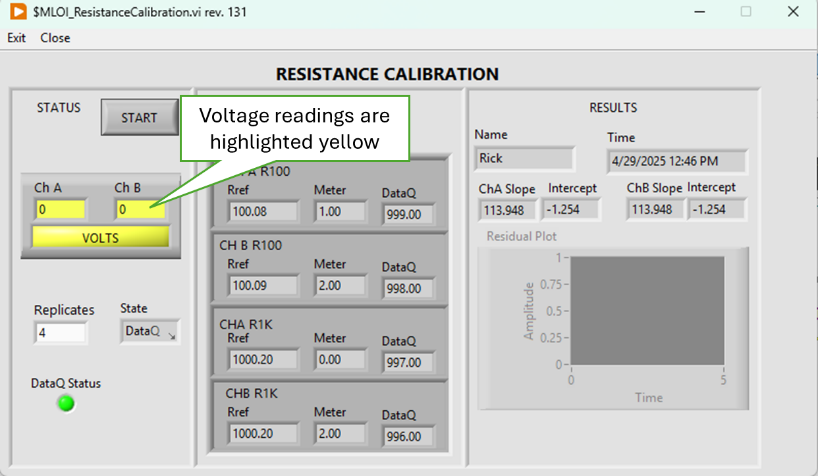 $MLOI_ResistanceCalibration.vi rev. 131
Exit Close
RESISTANCE CALIBRATION
STATUS
START
Voltage readings are
highlighted yellow
Ch A Ch B
0 0
VOLTS
Replicates State
4 DataQ
DataQ Status
A R100
Rref Meter DataQ
100.08 1.00 999.00
CH B R100
Rref Meter DataQ
100.09 2.00 998.00
CHA R1K
Rref Meter DataQ
1000.20 0.00 997.00
CHB R1K
Rref Meter DataQ
1000.20 2.00 996.00
RESULTS
Name Time
Rick 4/29/2025 12:46 PM
ChA Slope Intercept ChB Slope Intercept
113.948 -1.254 113.948 -1.254
Residual Plot
Amplitude
1
0.75
0.5
0.25
0
0 5
Time